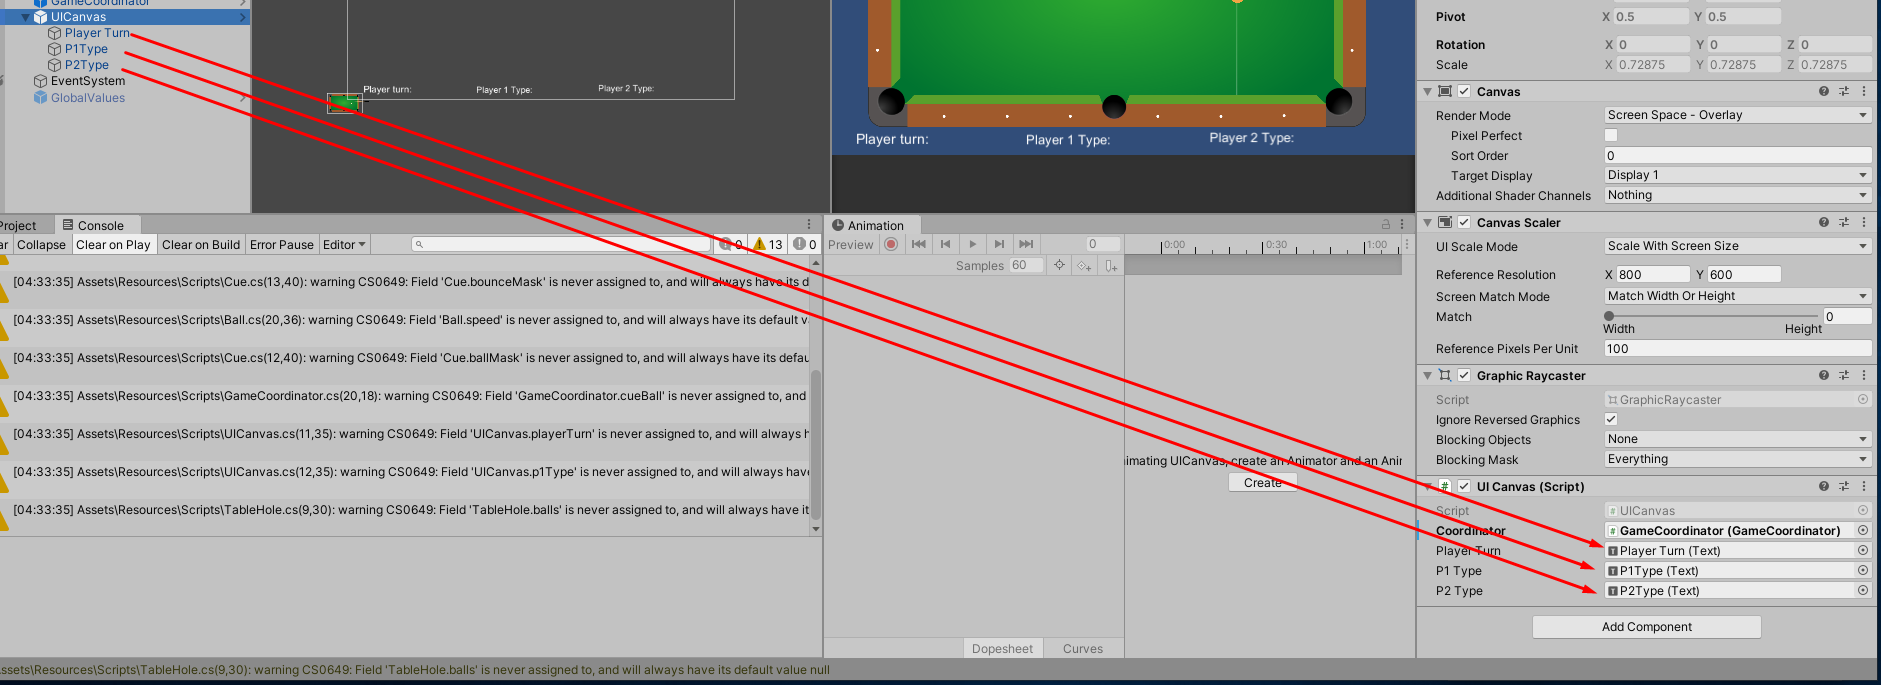 GameCoordinator
UICanvas
Player Turn
P1Type
P2Type
EventSystem
GlobalValues
Player turn:
Player 1 Type:
Player 2 Type:
Player turn:
Player 1 Type:
Player 2 Type:
Pivot X 0.5 Y 0.5
Rotation X 0 Y 0 Z 0
Scale X 0.72875 Y 0.72875 Z 0.72875
Canvas
Render Mode Screen Space - Overlay
Pixel Perfect
Sort Order 0
Target Display Display 1
Additional Shader Channels Nothing
Canvas Scaler
UI Scale Mode Scale With Screen Size
Reference Resolution X 800 Y 600
Screen Match Mode Match Width Or Height
Match 0
Width Height
Reference Pixels Per Unit 100
Graphic Raycaster
Script GraphicRaycaster
Ignore Reversed Graphics
Blocking Objects None
Blocking Mask Everything
# UI Canvas (Script)
Script # UICanvas
Coordinator # GameCoordinator (GameCoordinator)
Player Turn T Player Turn (Text)
P1 Type T P1Type (Text)
P2 Type T P2Type (Text)
Add Component
Project Console
ar Collapse Clear on Play Clear on Build Error Pause Editor 0 13 0
[04:33:35] Assets\Resources\Scripts\Cue.cs(13,40): warning CS0649: Field 'Cue.bounceMask' is never assigned to, and will always have its d
[04:33:35] Assets\Resources\Scripts\Ball.cs(20,36): warning CS0649: Field 'Ball.speed' is never assigned to, and will always have its default v
[04:33:35] Assets\Resources\Scripts\Cue.cs(12,40): warning CS0649: Field 'Cue.ballMask' is never assigned to, and will always have its defau
[04:33:35] Assets\Resources\Scripts\GameCoordinator.cs(20,18): warning CS0649: Field 'GameCoordinator.cueBall' is never assigned to, and
[04:33:35] Assets\Resources\Scripts\UICanvas.cs(11,35): warning CS0649: Field 'UICanvas.playerTurn' is never assigned to, and will always h
[04:33:35] Assets\Resources\Scripts\UICanvas.cs(12,35): warning CS0649: Field 'UICanvas.p1Type' is never assigned to, and will always have
[04:33:35] Assets\Resources\Scripts\TableHole.cs(9,30): warning CS0649: Field 'TableHole.balls' is never assigned to, and will always have it
Animation
Preview 0 0:00 0:30 1:00
Samples 60
imating UICanvas, create an Animator and an Anir
Create
Dopesheet Curves
ssets\Resources\Scripts\TableHole.cs(9,30): warning CS0649: Field 'TableHole.balls' is never assigned to, and will always have its default value null